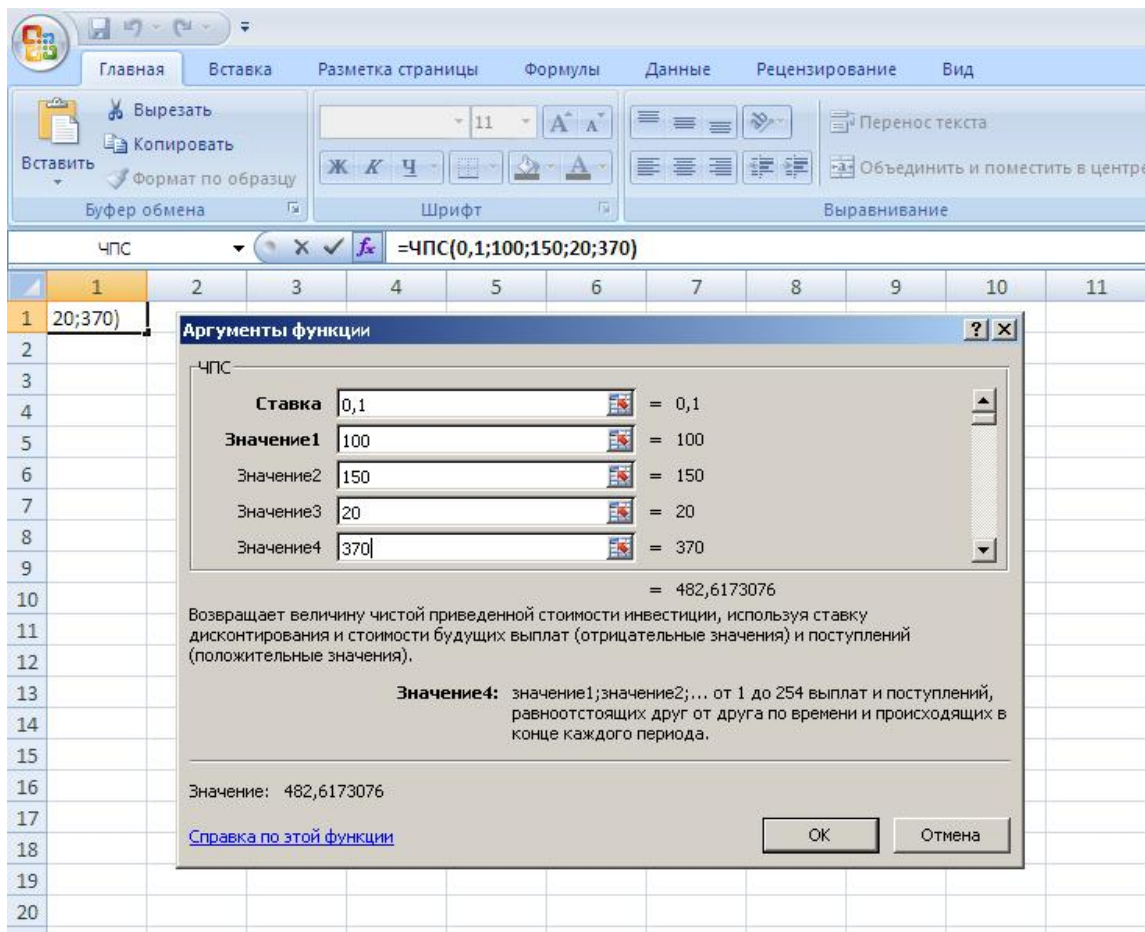 Главная Вставка Разметка страницы Формулы Данные Рецензирование Вид
Вставить
Вырезать
Копировать
Формат по образцу
Буфер обмена
11
Ж К Ч
Шрифт
Перенос текста
Объединить и поместить в центре
Выравнивание
ЧПС
=ЧПС(0,1;100;150;20;370)
1 2 3 4 5 6 7 8 9 10 11
1 20;370)
2
3
4
5
6
7
8
9
10
11
12
13
14
15
16
17
18
19
20
Аргументы функции
ЧПС
Ставка 0,1 = 0,1
Значение1 100 = 100
Значение2 150 = 150
Значение3 20 = 20
Значение4 370 = 370
= 482,6173076
Возвращает величину чистой приведенной стоимости инвестиции, используя ставку
дисконтирования и стоимости будущих выплат (отрицательные значения) и поступлений
(положительные значения).
Значение4: значение1;значение2;... от 1 до 254 выплат и поступлений,
равноотстоящих друг от друга по времени и происходящих в
конце каждого периода.
Значение: 482,6173076
Справка по этой функции
ОК
Отмена